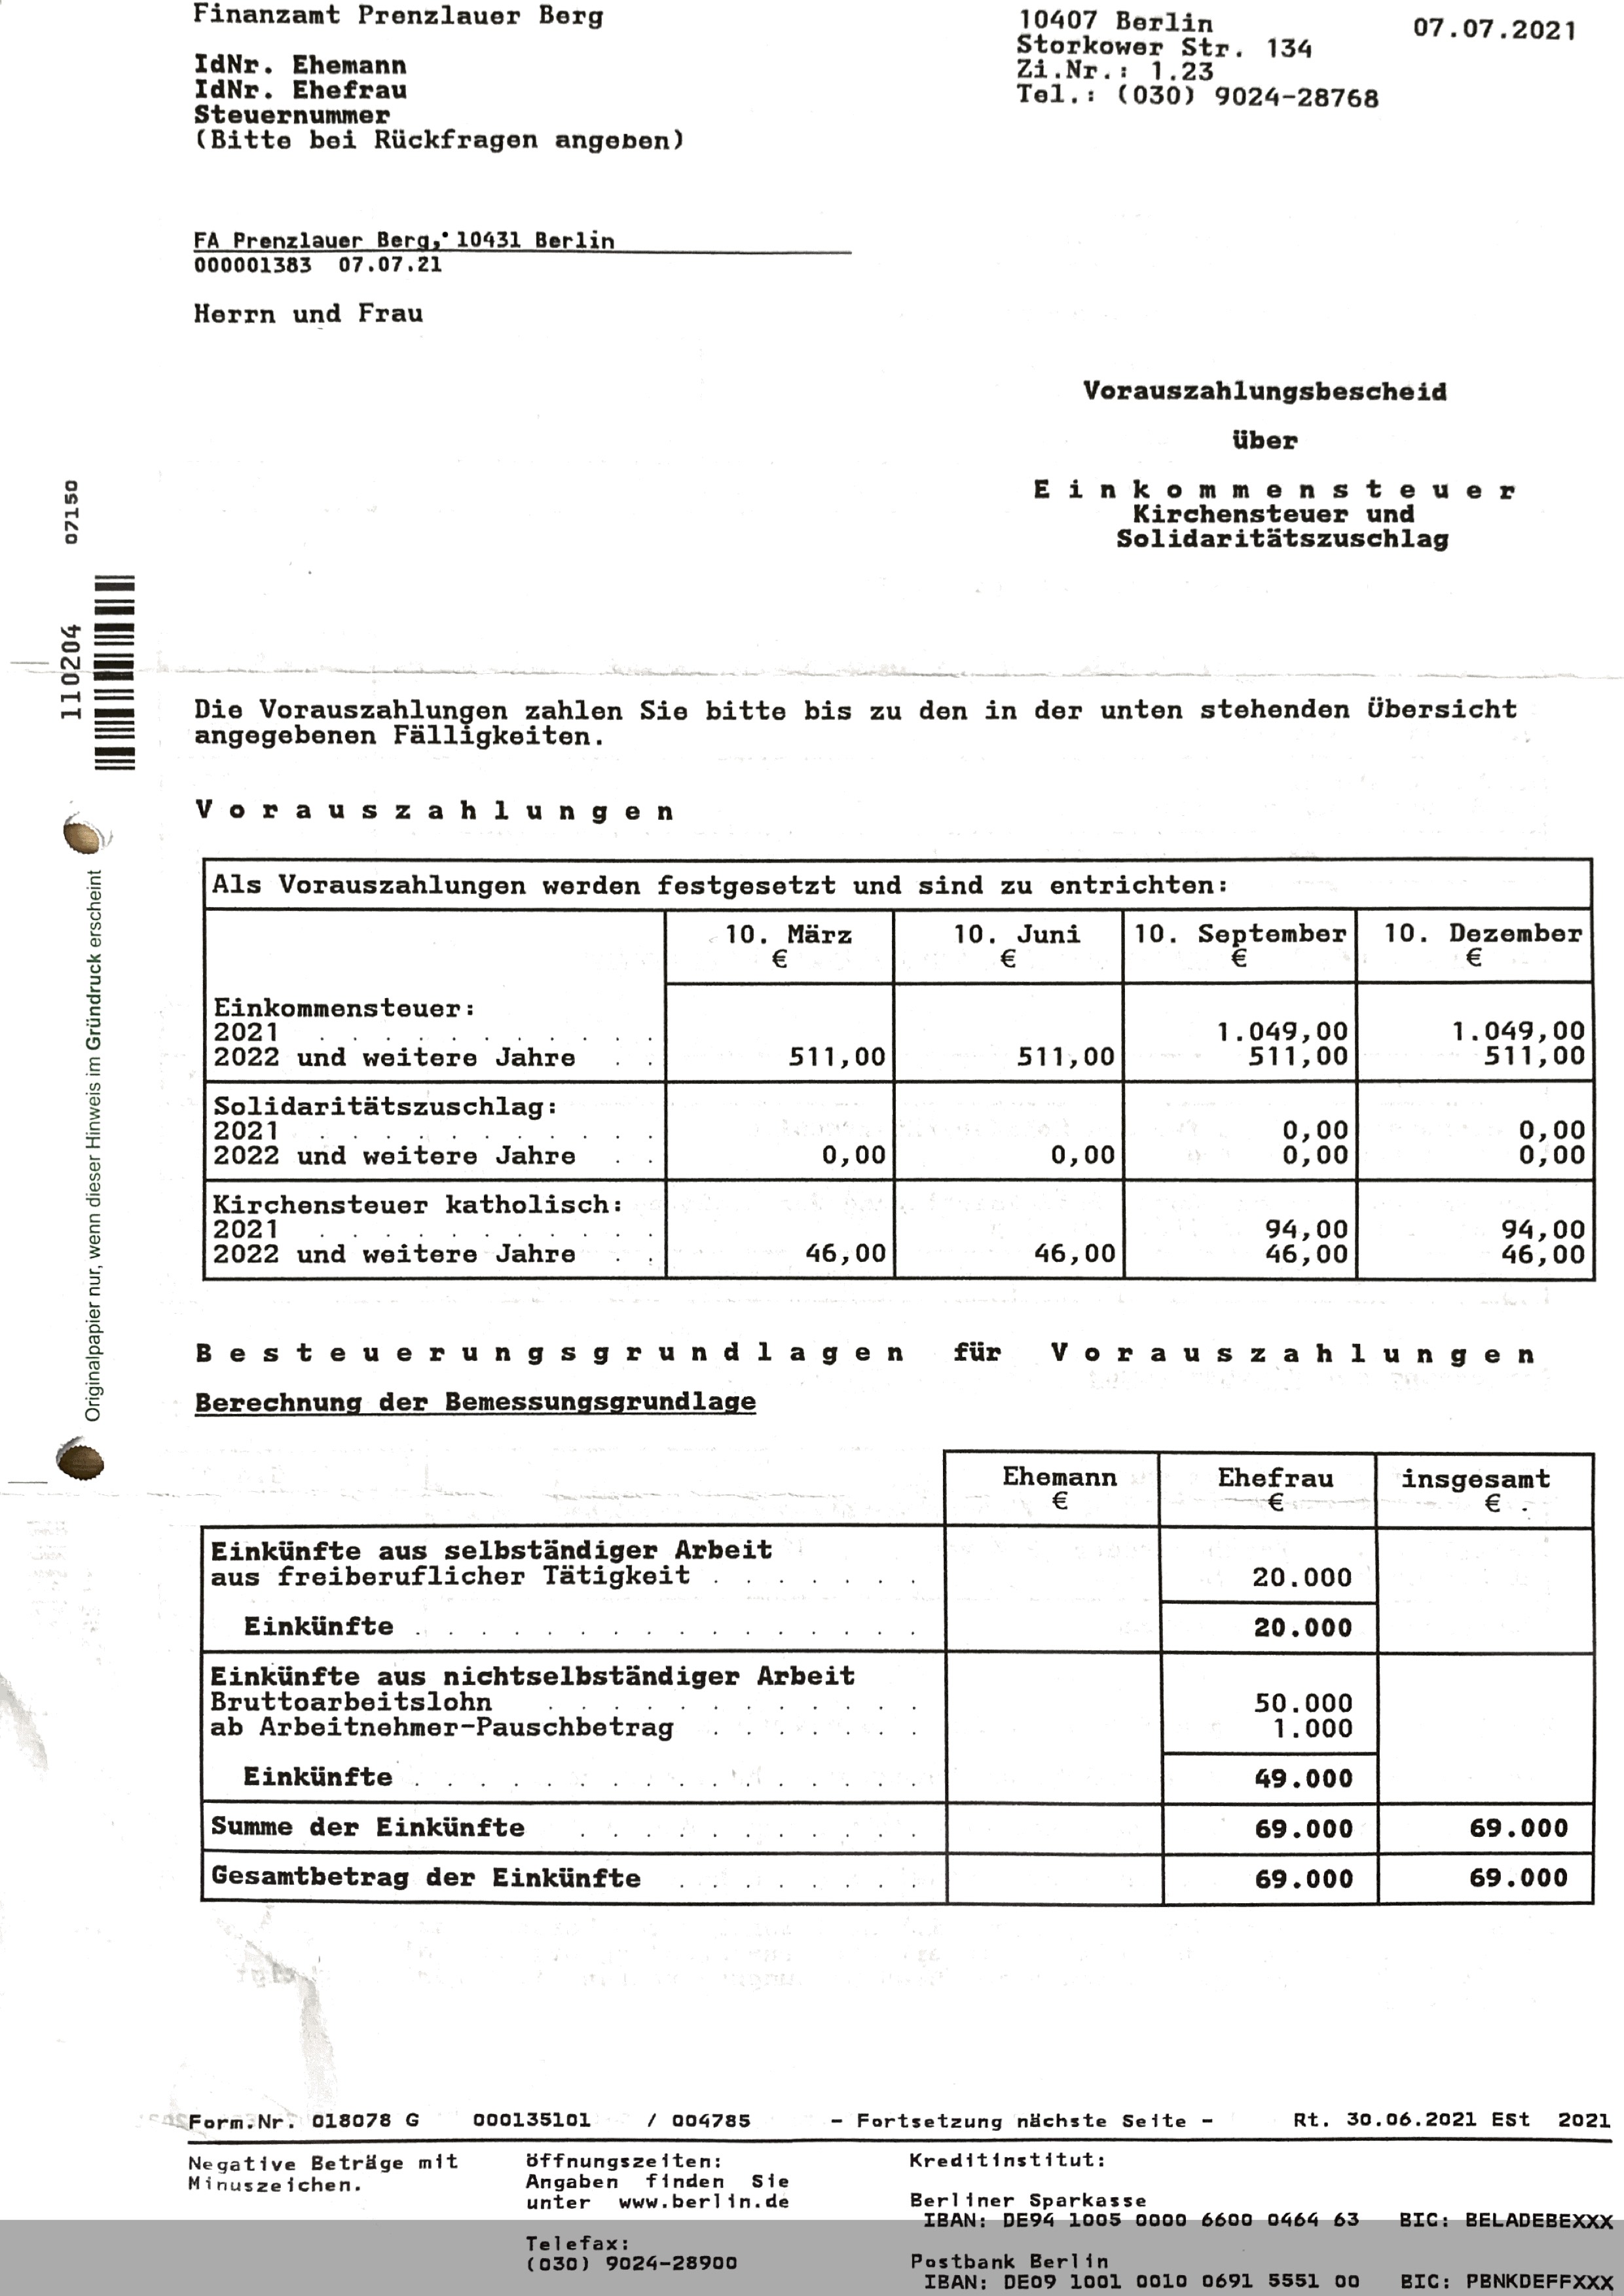 Finanzamt Prenzlauer Berg
10407 Berlin 07.07.2021
Storkower Str. 134
Zi.Nr.: 1.23
Tel.: (030) 9024-28768
IdNr. Ehemann
IdNr. Ehefrau
Steuernummer
(Bitte bei Rückfragen angeben)
FA Prenzlauer Berg, 10431 Berlin
000001383 07.07.21
Herrn und Frau
Vorauszahlungsbescheid
über
E i n k o m m e n s t e u e r
Kirchensteuer und
Solidaritätszuschlag
07150
110204
Die Vorauszahlungen zahlen Sie bitte bis zu den in der unten stehenden Übersicht
angegebenen Fälligkeiten.
V o r a u s z a h l u n g e n
Originalpapier nur, wenn dieser Hinweis im Gründruck erscheint
Als Vorauszahlungen werden festgesetzt und sind zu entrichten:
10. März 10. Juni 10. September 10. Dezember
€ € € €
Einkommensteuer:
2021 . . . . . . . . . . . 1.049,00 1.049,00
2022 und weitere Jahre . . 511,00 511,00 511,00 511,00
Solidaritätszuschlag:
2021 . . . . . . . . . . . 0,00 0,00
2022 und weitere Jahre . . 0,00 0,00 0,00 0,00
Kirchensteuer katholisch:
2021 . . . . . . . . . . . 94,00 94,00
2022 und weitere Jahre . . 46,00 46,00 46,00 46,00
B e s t e u e r u n g s g r u n d l a g e n für V o r a u s z a h l u n g e n
Berechnung der Bemessungsgrundlage
Ehemann Ehefrau insgesamt
€ € €
Einkünfte aus selbständiger Arbeit
aus freiberuflicher Tätigkeit . . . . . . . 20.000
Einkünfte . . . . . . . . . . . . . . . . 20.000
Einkünfte aus nichtselbständiger Arbeit
Bruttoarbeitslohn . . . . . . . . . . . . 50.000
ab Arbeitnehmer-Pauschbetrag . . . . . . . 1.000
Einkünfte . . . . . . . . . . . . . . . . 49.000
Summe der Einkünfte . . . . . . . . . . . 69.000 69.000
Gesamtbetrag der Einkünfte . . . . . . . . 69.000 69.000
Form.Nr. 018078 G 000135101 / 004785 - Fortsetzung nächste Seite - Rt. 30.06.2021 ESt 2021
Negative Beträge mit
Minuszeichen.
Öffnungszeiten:
Angaben finden Sie
unter www.berlin.de
Telefax:
(030) 9024-28900
Kreditinstitut:
Berliner Sparkasse
IBAN: DE94 1005 0000 6600 0464 63 BIC: BELADEBEXXX
Postbank Berlin
IBAN: DE09 1001 0010 0691 5551 00 BIC: PBNKDEFFXXX